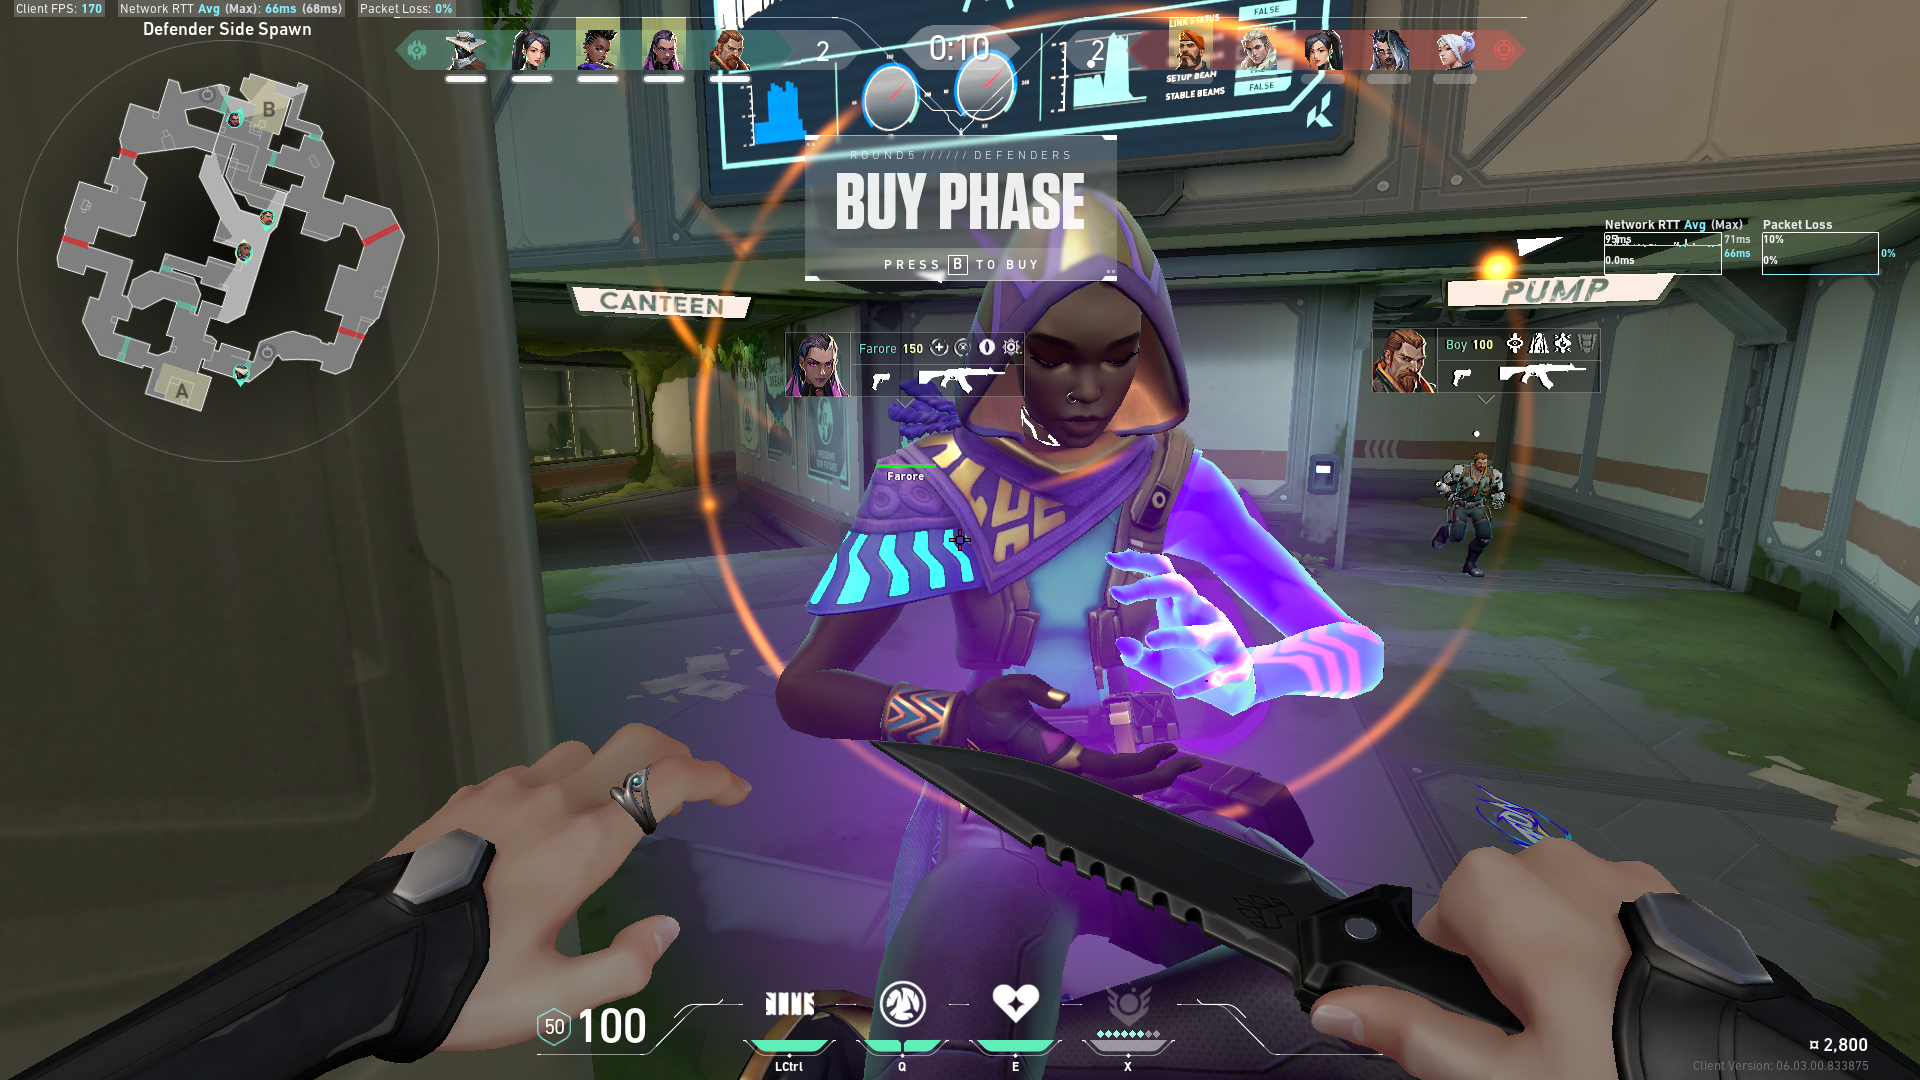 Client FPS: 170 Network RTT Avg (Max): 66ms (68ms) Packet Loss: 0%
Defender Side Spawn
2 0:10 2
LINK STATUS FALSE
SETUP BEAM
STABLE BEAMS FALSE
B
A
ROUND 5 ////// DEFENDERS
BUY PHASE
PRESS B TO BUY
Network RTT Avg (Max) Packet Loss
95ms 71ms 10%
66ms 0%
0.0ms 0%
CANTEEN
PUMP
Farore 150
Boy 100
Farore
50 100
LCtrl Q E X
¤ 2,800
Client Version: 06.03.00.833875